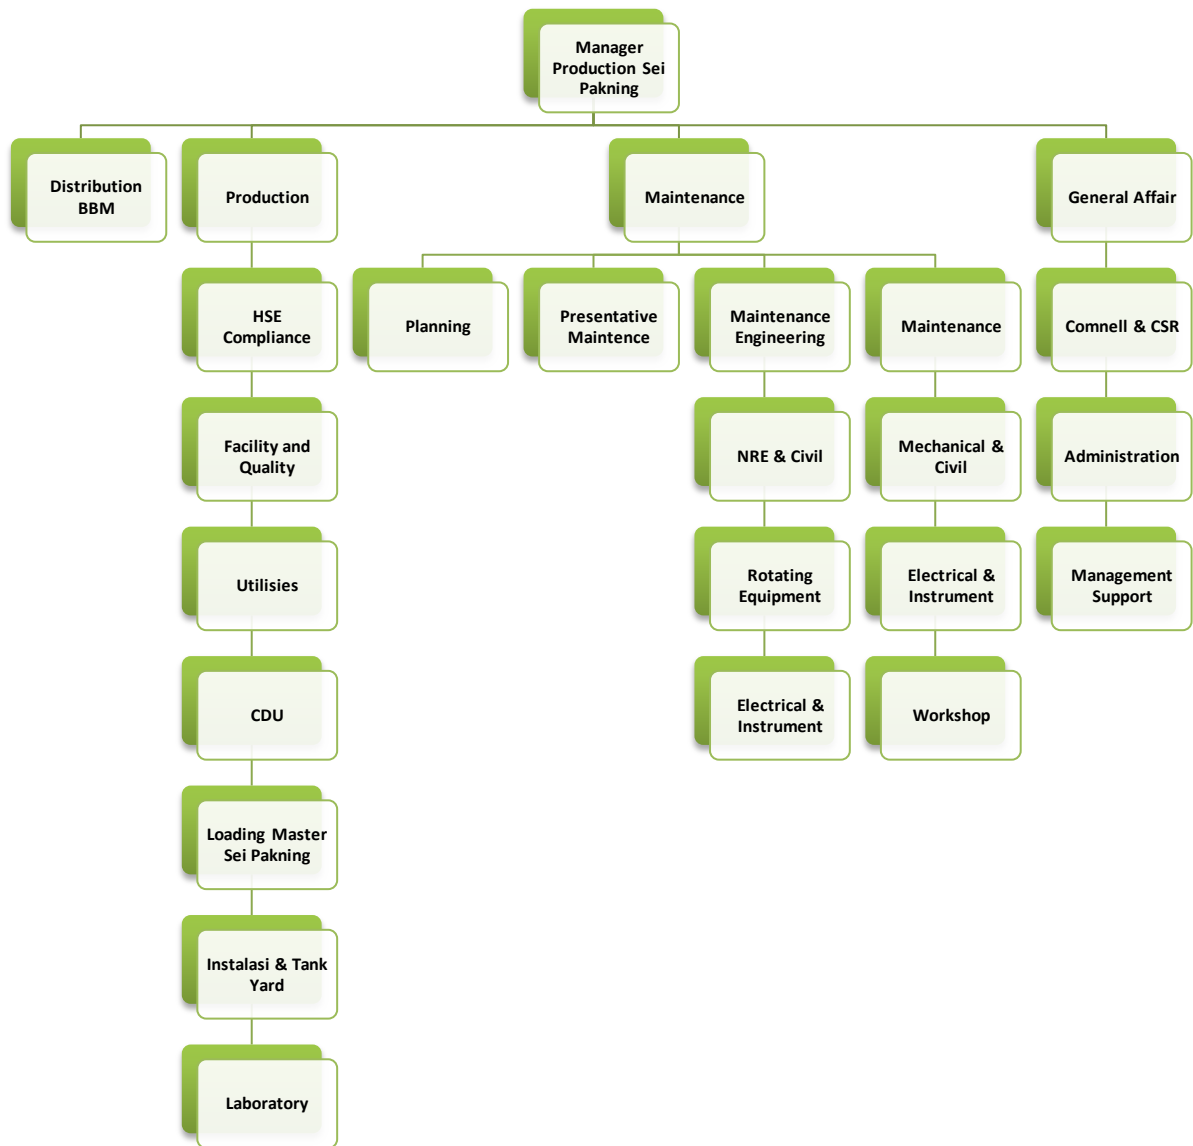 Manager
Production Sei
Pakning
Distribution
BBM
Production
Maintenance
General Affair
HSE
Compliance
Planning
Presentative
Maintence
Maintenance
Engineering
Maintenance
Comnell & CSR
Facility and
Quality
NRE & Civil
Mechanical &
Civil
Administration
Utilisies
Rotating
Equipment
Electrical &
Instrument
Management
Support
CDU
Electrical &
Instrument
Workshop
Loading Master
Sei Pakning
Instalasi & Tank
Yard
Laboratory